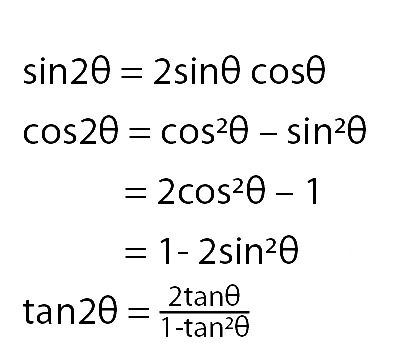 sin2θ = 2sinθ cosθ
cos2θ = cos²θ – sin²θ
= 2cos²θ – 1
= 1- 2sin²θ
tan2θ = 2tanθ / 1-tan²θ